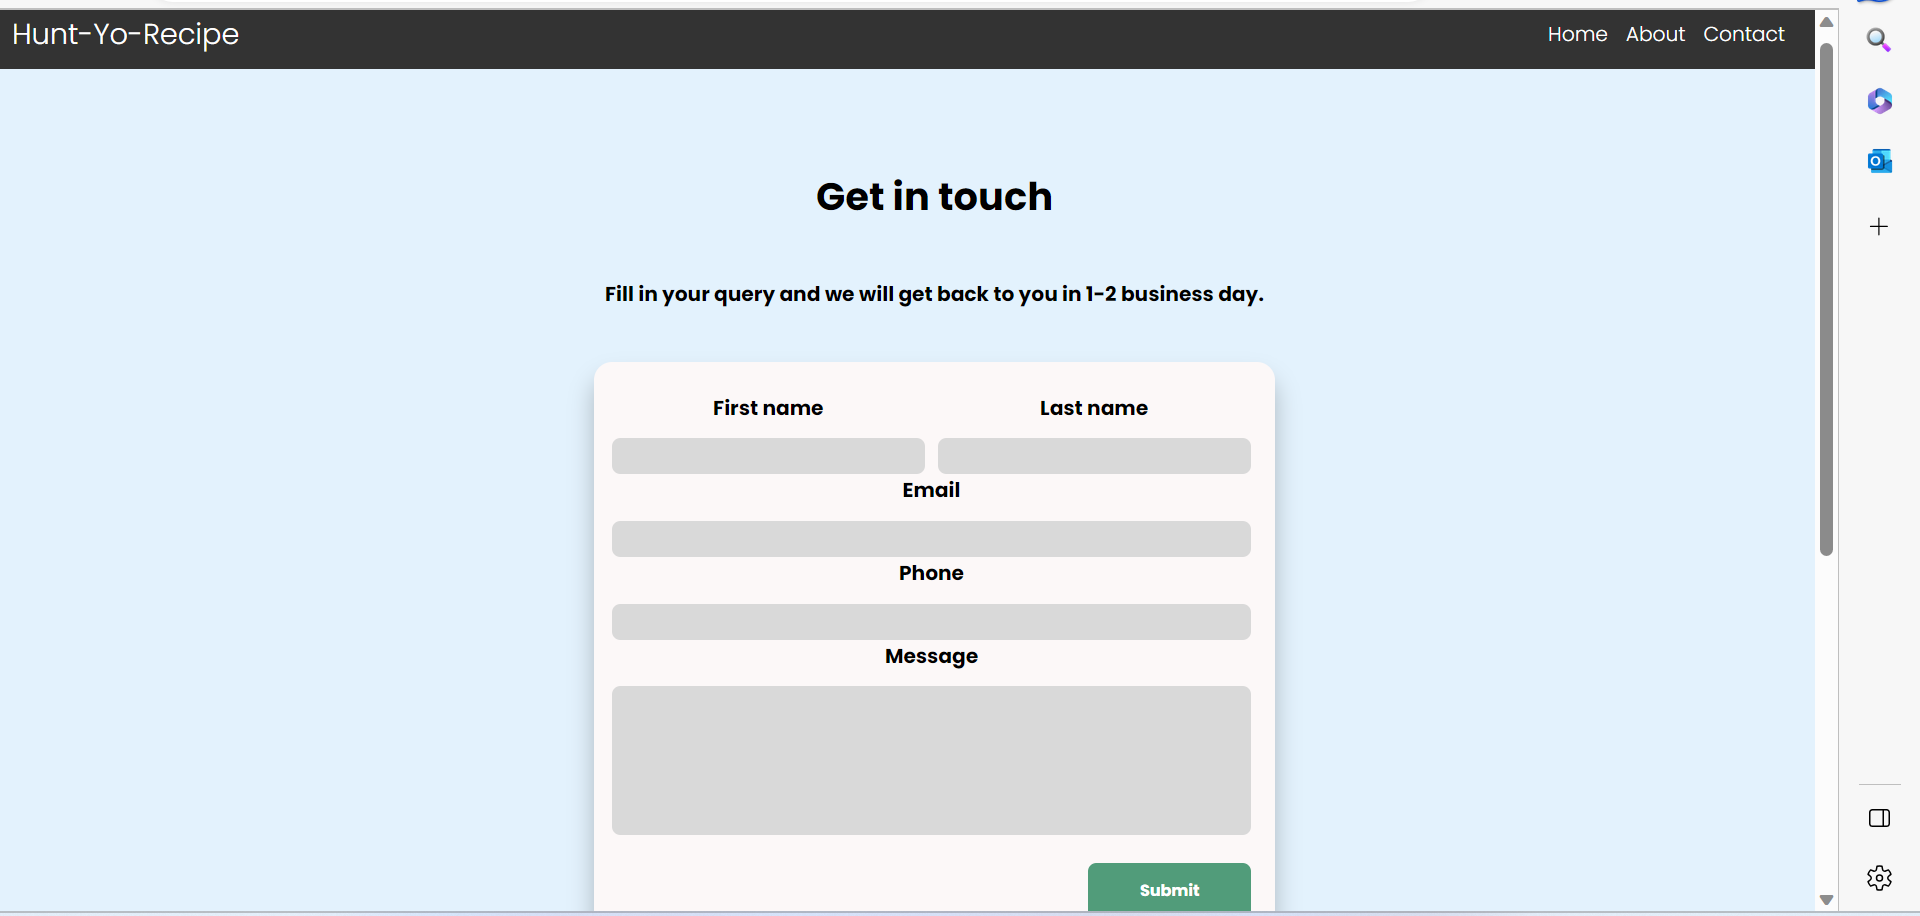 Hunt-Yo-Recipe
Home About Contact
Get in touch
Fill in your query and we will get back to you in 1-2 business day.
First name Last name
Email
Phone
Message
Submit